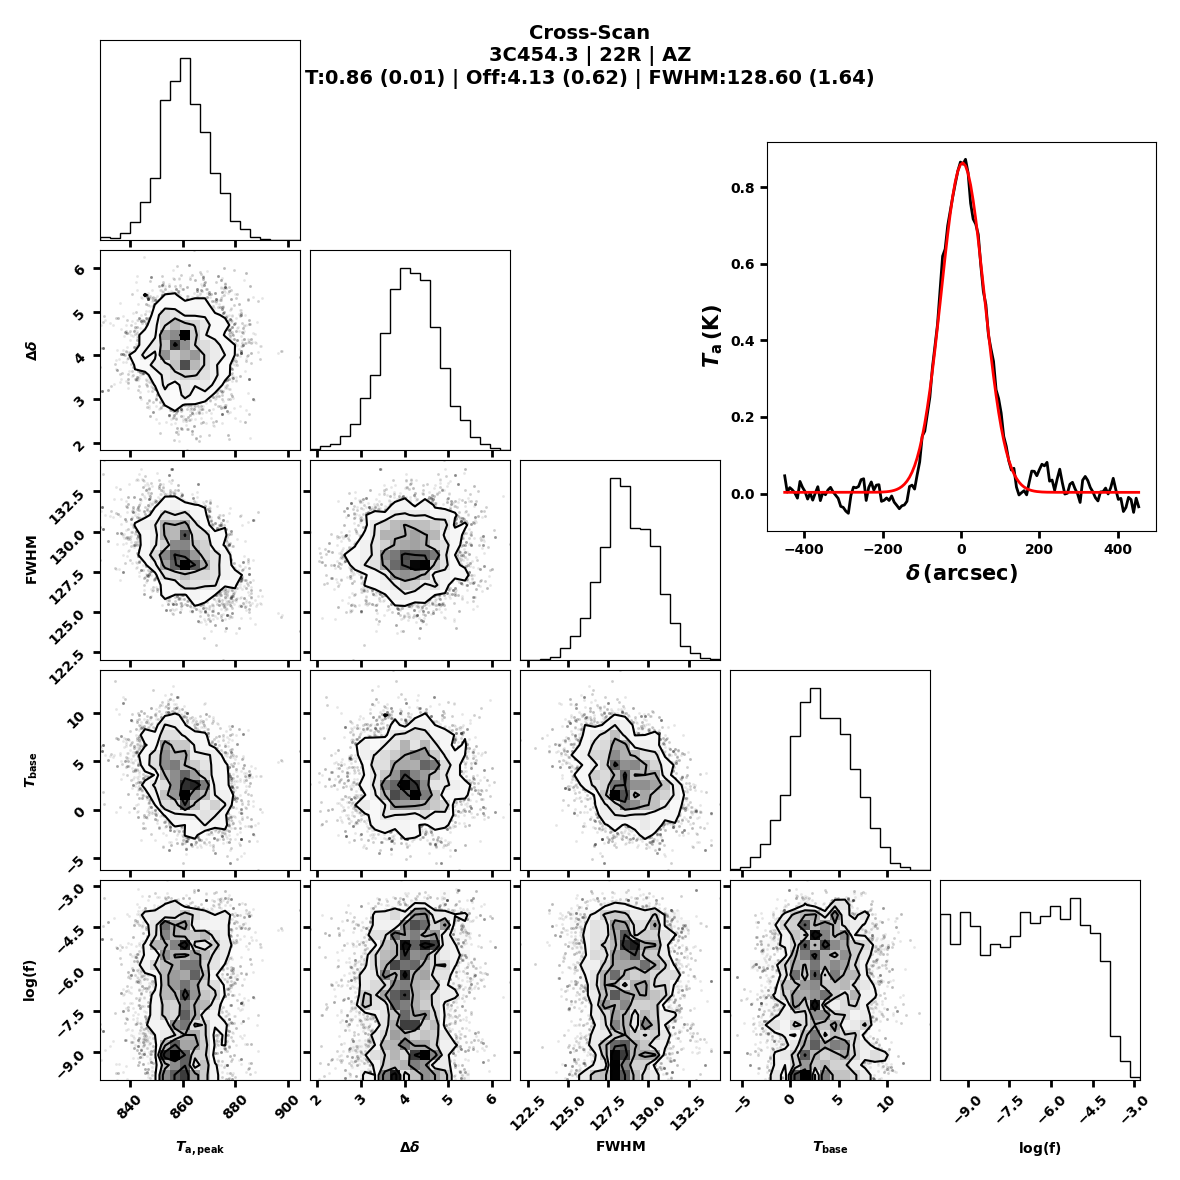 Cross-Scan
3C454.3 | 22R | AZ
T:0.86 (0.01) | Off:4.13 (0.62) | FWHM:128.60 (1.64)
0.8
0.6
0.4
0.2
0.0
Ta (K)
−400 −200 0 200 400
δ (arcsec)
6
5
4
3
2
Δδ
132.5
130.0
127.5
125.0
122.5
FWHM
10
5
0
−5
Tbase
−3.0
−4.5
−6.0
−7.5
−9.0
log(f)
840 860 880 900 2 3 4 5 6 122.5 125.0 127.5 130.0 132.5 −5 0 5 10 −9.0 −7.5 −6.0 −4.5 −3.0
Ta,peak Δδ FWHM Tbase log(f)